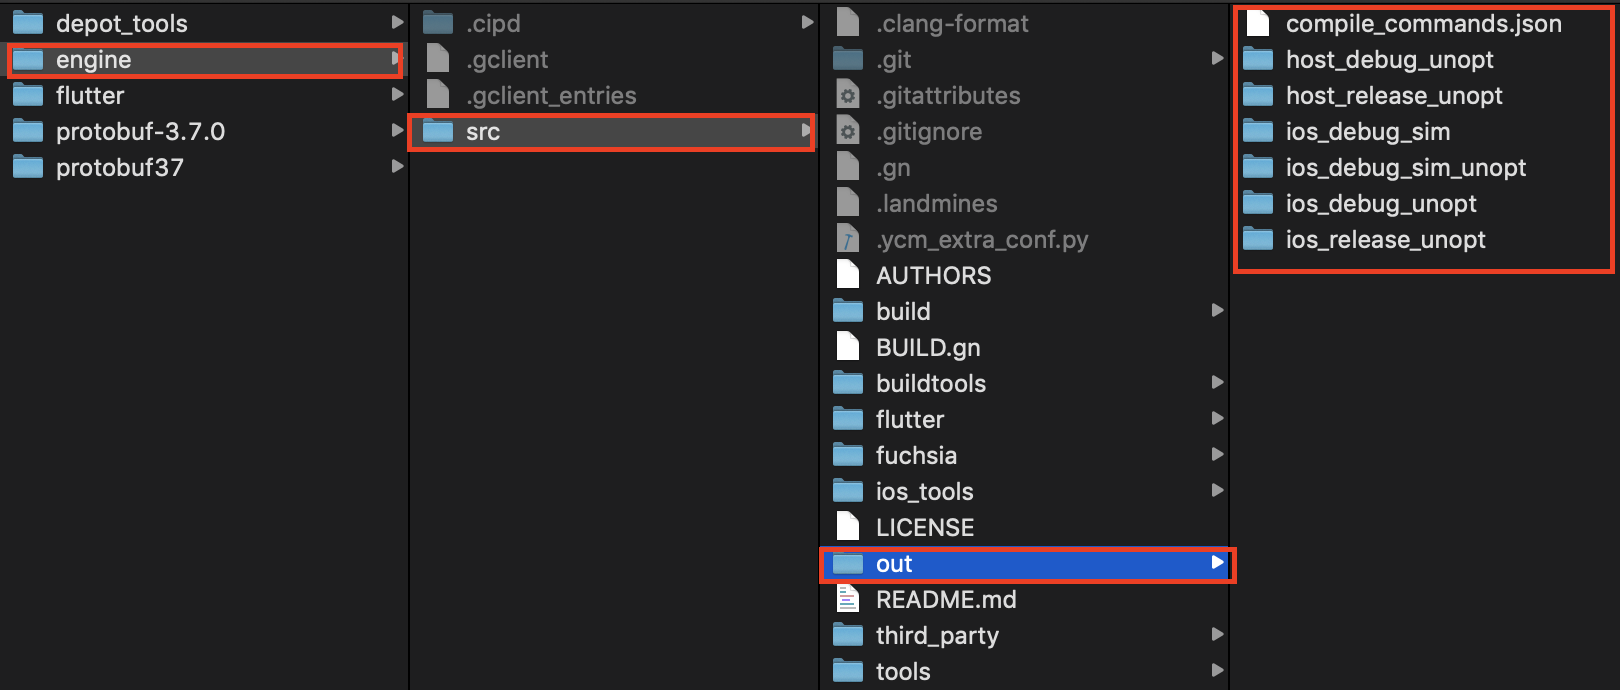 depot_tools
engine
flutter
protobuf-3.7.0
protobuf37
.cipd
.gclient
.gclient_entries
src
.clang-format
.git
.gitattributes
.gitignore
.gn
.landmines
.ycm_extra_conf.py
AUTHORS
build
BUILD.gn
buildtools
flutter
fuchsia
ios_tools
LICENSE
out
README.md
third_party
tools
compile_commands.json
host_debug_unopt
host_release_unopt
ios_debug_sim
ios_debug_sim_unopt
ios_debug_unopt
ios_release_unopt